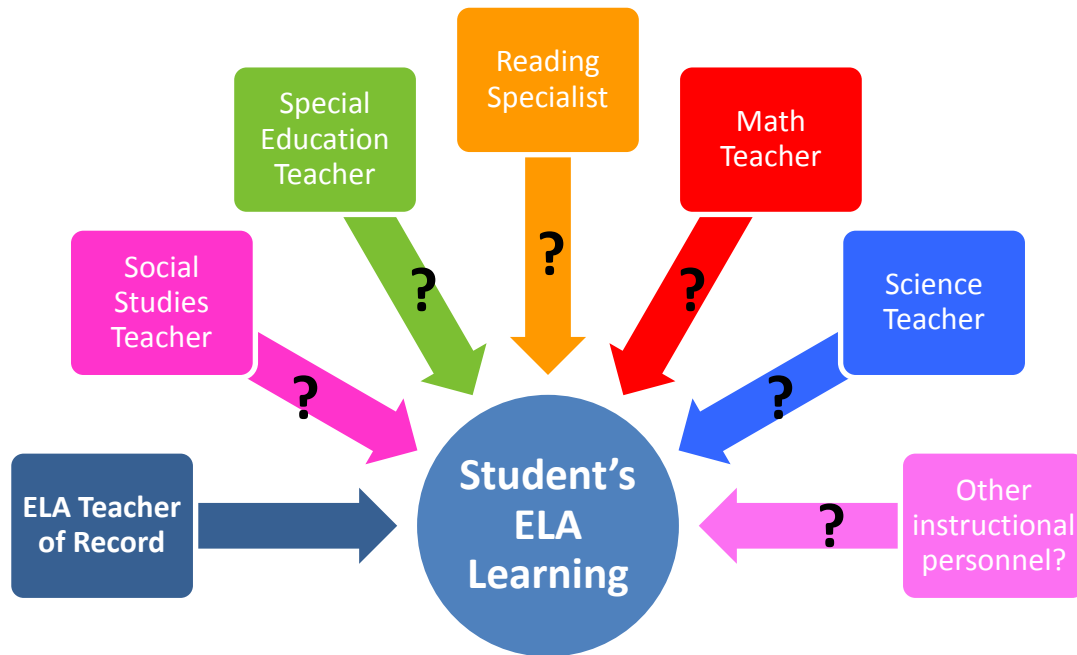 Reading
Specialist
Special
Education
Teacher
Math
Teacher
Social
Studies
Teacher
Science
Teacher
?
?
?
?
?
ELA Teacher
of Record
Student’s
ELA
Learning
Other
instructional
personnel?
?